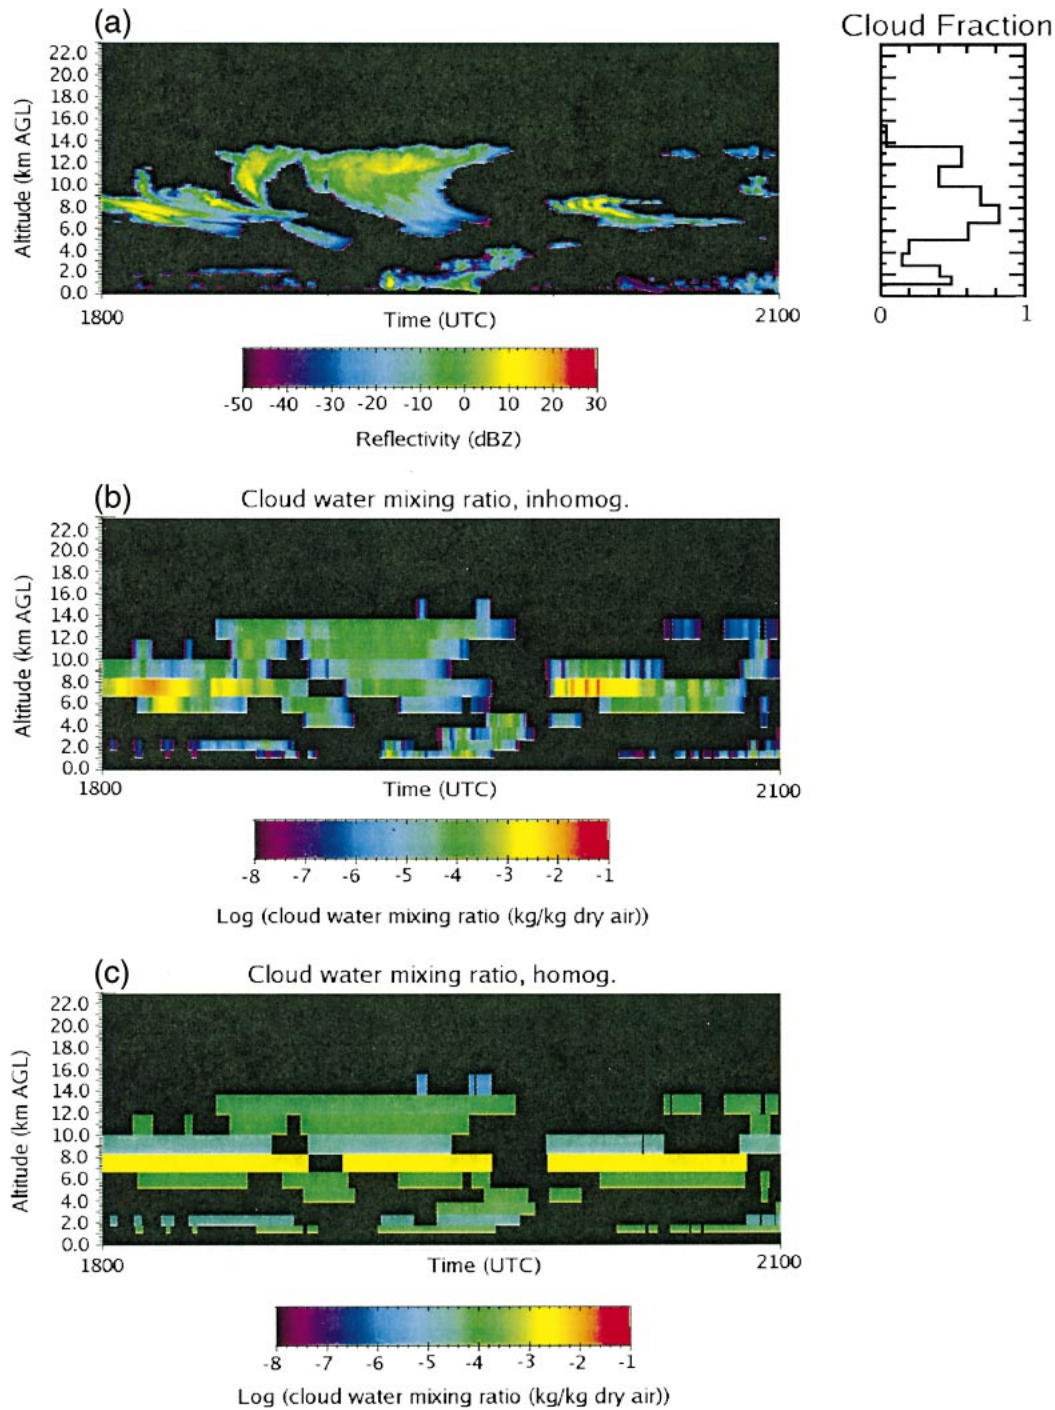 (a)
Cloud Fraction
22.0
20.0
18.0
16.0
14.0
12.0
10.0
8.0
6.0
4.0
2.0
0.0
Altitude (km AGL)
1800
Time (UTC)
2100
0
1
-50 -40 -30 -20 -10 0 10 20 30
Reflectivity (dBZ)
(b)
Cloud water mixing ratio, inhomog.
22.0
20.0
18.0
16.0
14.0
12.0
10.0
8.0
6.0
4.0
2.0
0.0
Altitude (km AGL)
1800
Time (UTC)
2100
-8 -7 -6 -5 -4 -3 -2 -1
Log (cloud water mixing ratio (kg/kg dry air))
(c)
Cloud water mixing ratio, homog.
22.0
20.0
18.0
16.0
14.0
12.0
10.0
8.0
6.0
4.0
2.0
0.0
Altitude (km AGL)
1800
Time (UTC)
2100
-8 -7 -6 -5 -4 -3 -2 -1
Log (cloud water mixing ratio (kg/kg dry air))